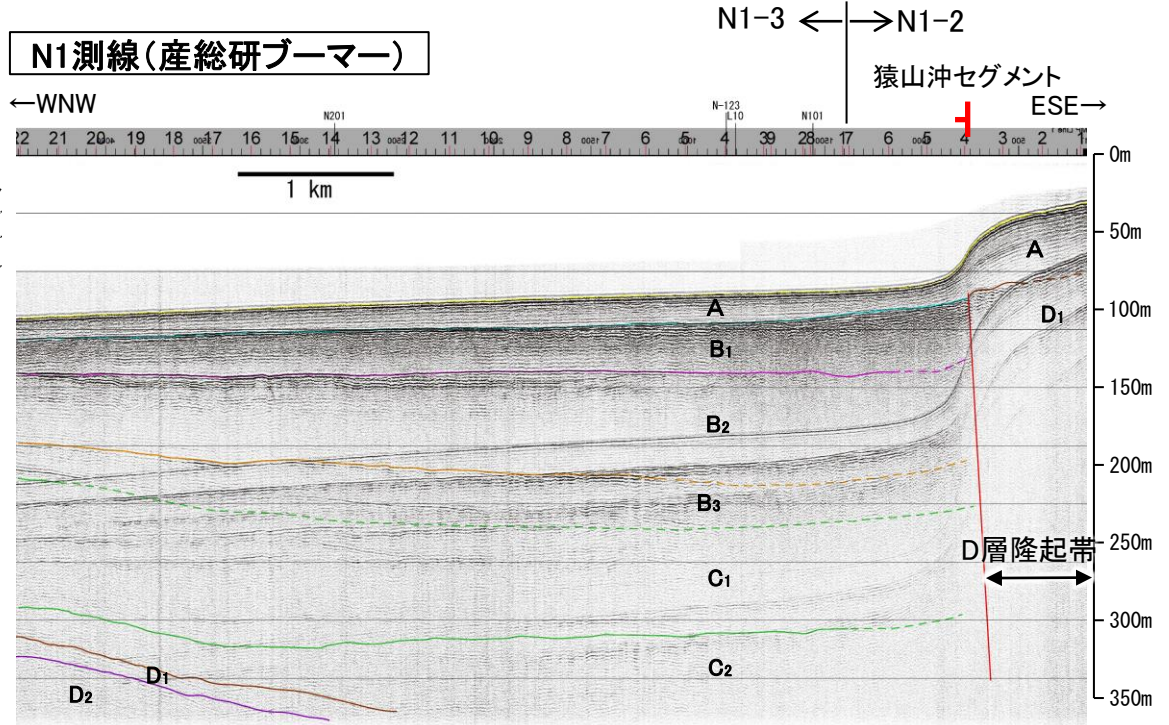 N1-3 ←→ N1-2
N1測線(産総研ブーマー)
猿山沖セグメント
←WNW
ESE→
N201
N-123
L10
N101
22 21 20 19 18 17 16 15 14 13 12 11 10 9 8 7 6 5 4 3 2 1 7 6 5 4 3 2 1
0m
1 km
50m
A
A
100m
D1
B1
150m
B2
200m
B3
250m
D層隆起帯
C1
300m
C2
D1
D2
350m